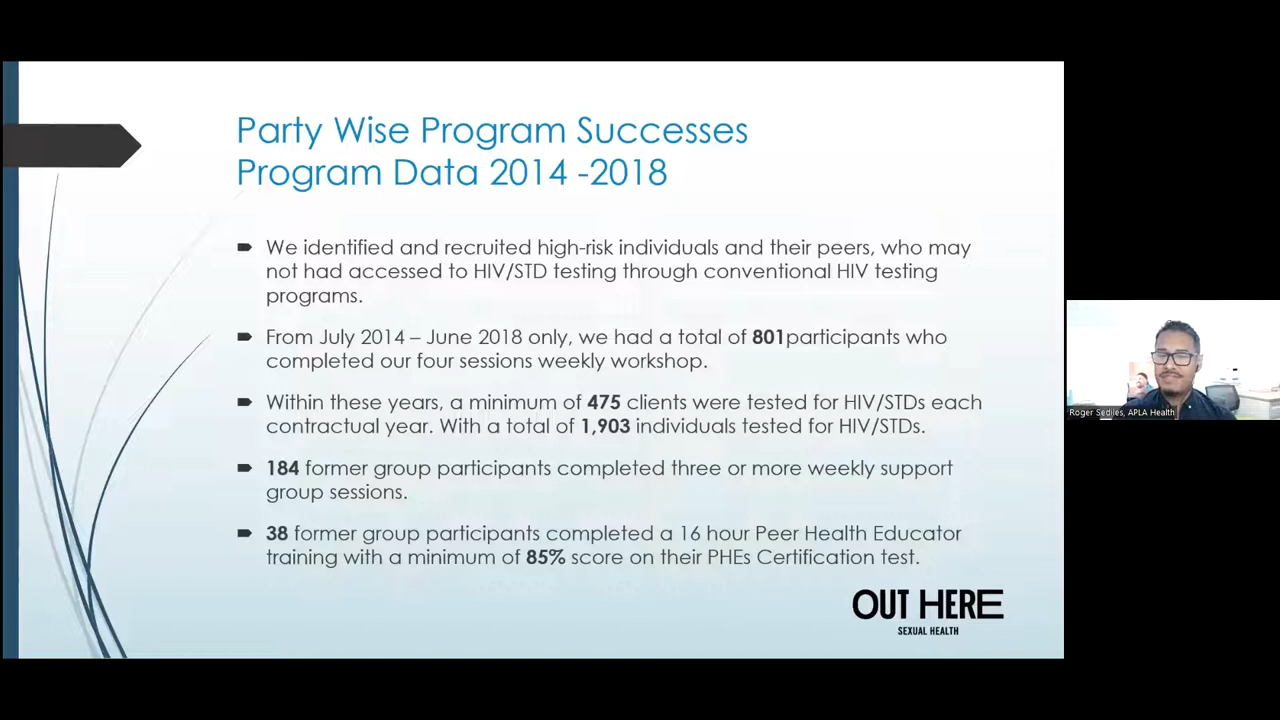 Party Wise Program Successes
Program Data 2014 -2018
We identified and recruited high-risk individuals and their peers, who may
not had accessed to HIV/STD testing through conventional HIV testing
programs.
From July 2014 – June 2018 only, we had a total of 801participants who
completed our four sessions weekly workshop.
Within these years, a minimum of 475 clients were tested for HIV/STDs each
contractual year. With a total of 1,903 individuals tested for HIV/STDs.
184 former group participants completed three or more weekly support
group sessions.
38 former group participants completed a 16 hour Peer Health Educator
training with a minimum of 85% score on their PHEs Certification test.
OUT HERE
SEXUAL HEALTH
Roger Sediles, APLA Health